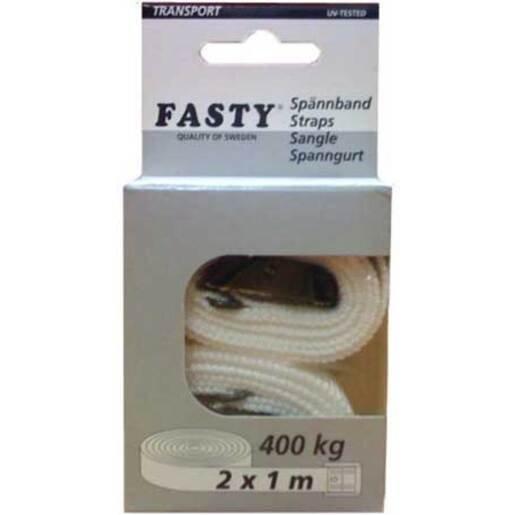 TRANSPORT UV-TESTED
FASTY®
QUALITY OF SWEDEN
Spännband
Straps
Sangle
Spanngurt
400 kg
2 x 1 m